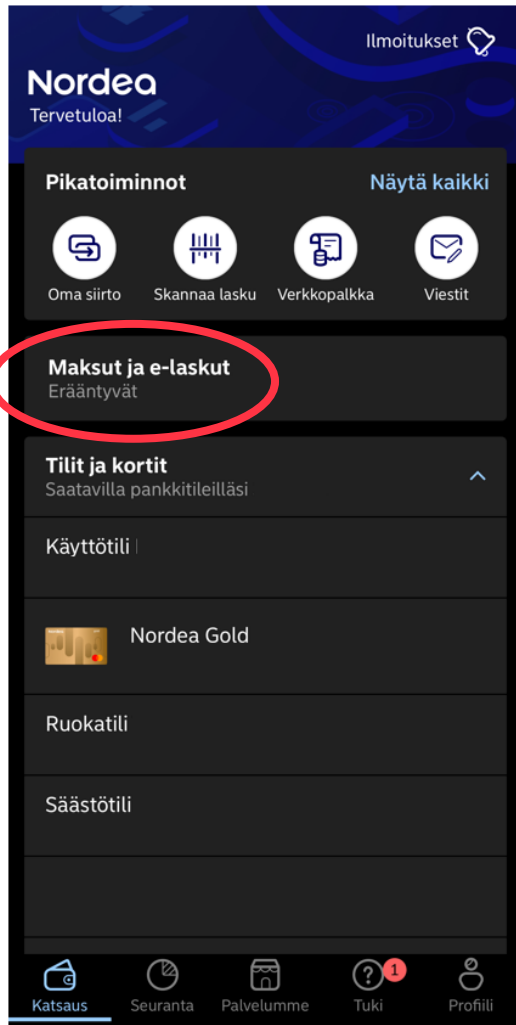 Ilmoitukset
Nordea
Tervetuloa!
Pikatoiminnot
Näytä kaikki
Oma siirto
Skannaa lasku
Verkkopalkka
Viestit
Maksut ja e-laskut
Erääntyvät
Tilit ja kortit
Saatavilla pankkitileilläsi
Käyttötili
Nordea Gold
Ruokatili
Säästötili
1
Katsaus
Seuranta
Palvelumme
Tuki
Profiili